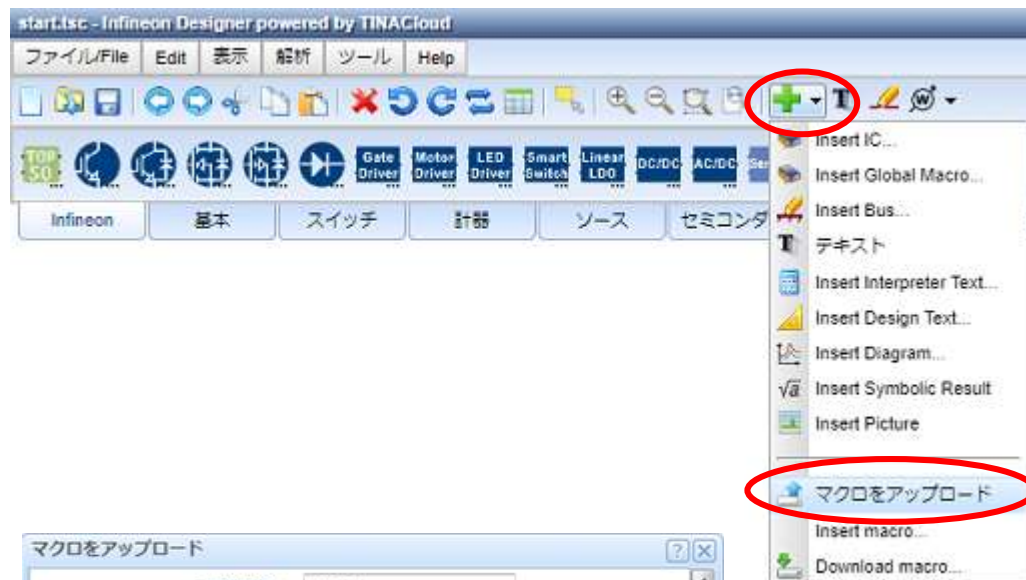 start.tsc - Infineon Designer powered by TINACloud
ファイル/File Edit 表示 解析 ツール Help
T W
TOP 50 Gate Driver Motor Driver LED Driver Smart Switch Linear LDO DC/DC AC/DC
Infineon 基本 スイッチ 計器 ソース セミコンダ
Insert IC...
Insert Global Macro...
Insert Bus...
T テキスト
Insert Interpreter Text...
Insert Design Text...
Insert Diagram...
√a Insert Symbolic Result
Insert Picture
マクロをアップロード
Insert macro...
Download macro...
マクロをアップロード ? X